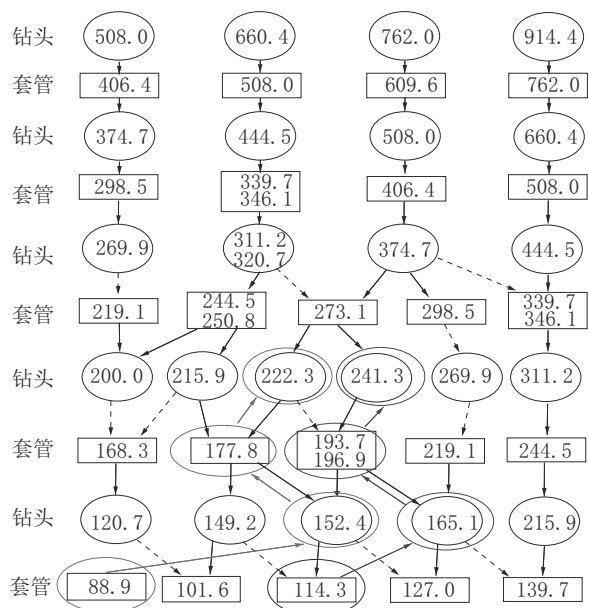 钻头 508.0 660.4 762.0 914.4
套管 406.4 508.0 609.6 762.0
钻头 374.7 444.5 508.0 660.4
套管 298.5 339.7 346.1 406.4 508.0
钻头 269.9 311.2 320.7 374.7 444.5
套管 219.1 244.5 250.8 273.1 298.5 339.7 346.1
钻头 200.0 215.9 222.3 241.3 269.9 311.2
套管 168.3 177.8 193.7 196.9 219.1 244.5
钻头 120.7 149.2 152.4 165.1 215.9
套管 88.9 101.6 114.3 127.0 139.7